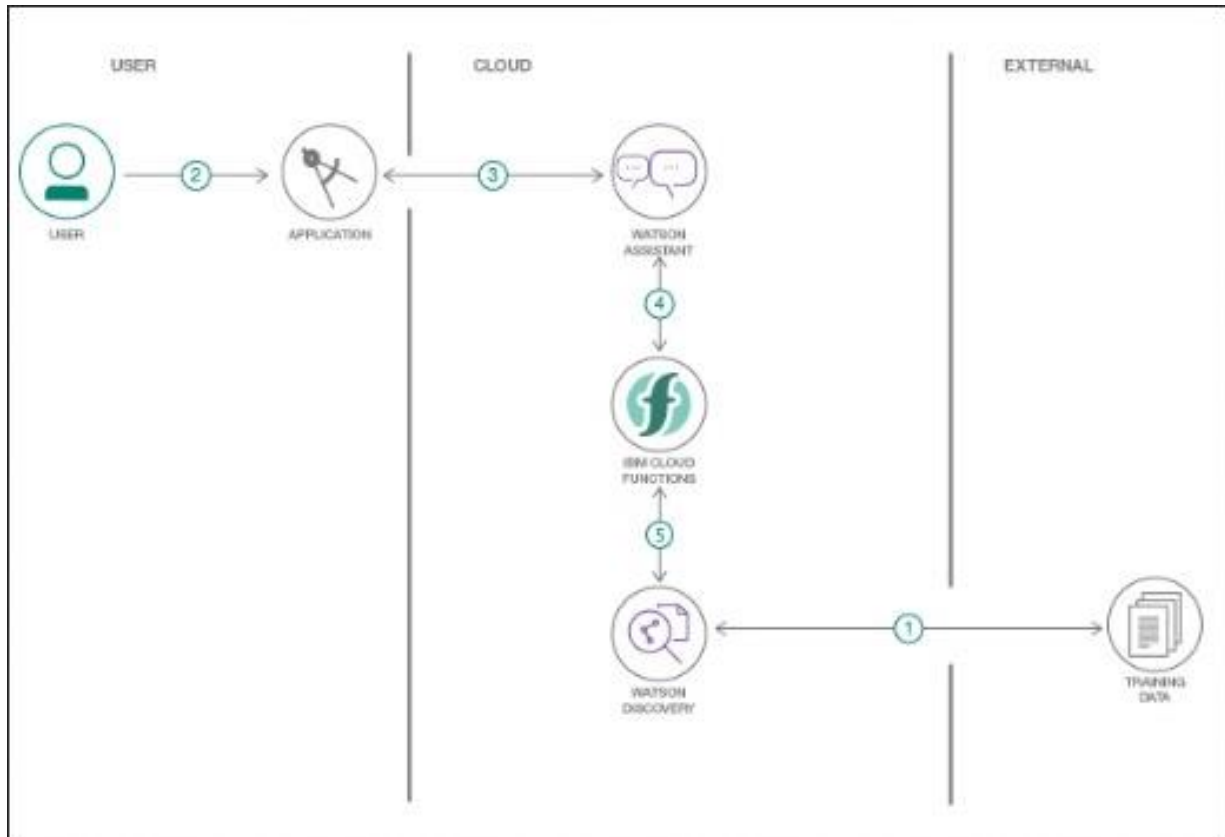 USER
CLOUD
EXTERNAL
2
3
USER
APPLICATION
WATSON
ASSISTANT
4
IBM CLOUD
FUNCTIONS
5
1
WATSON
DISCOVERY
TRAINING
DATA